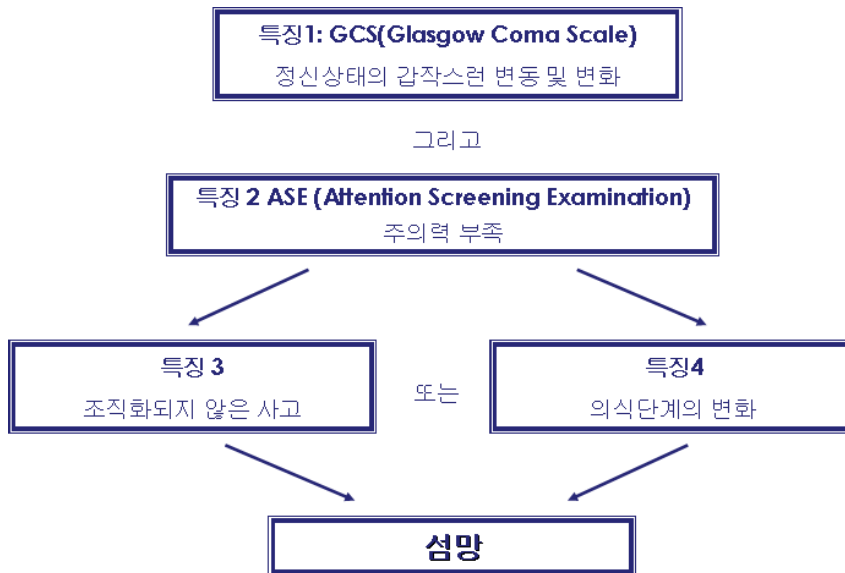 특징1: GCS(Glasgow Coma Scale)
정신상태의 갑작스런 변동 및 변화
그리고
특징 2 ASE (Attention Screening Examination)
주의력 부족
특징 3
조직화되지 않은 사고
또는
특징4
의식단계의 변화
섬망